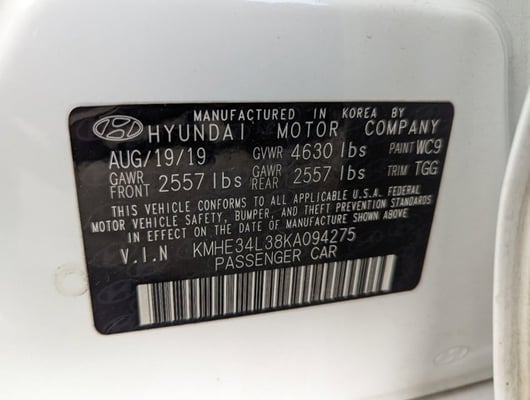 MANUFACTURED IN KOREA BY
HYUNDAI MOTOR COMPANY
AUG/19/19 GVWR 4630 lbs PAINT WC9
GAWR FRONT 2557 lbs GAWR REAR 2557 lbs TRIM TGG
THIS VEHICLE CONFORMS TO ALL APPLICABLE U.S.A. FEDERAL
MOTOR VEHICLE SAFETY, BUMPER, AND THEFT PREVENTION STANDARDS
IN EFFECT ON THE DATE OF MANUFACTURE SHOWN ABOVE.
V.I.N KMHE34L38KA094275
PASSENGER CAR